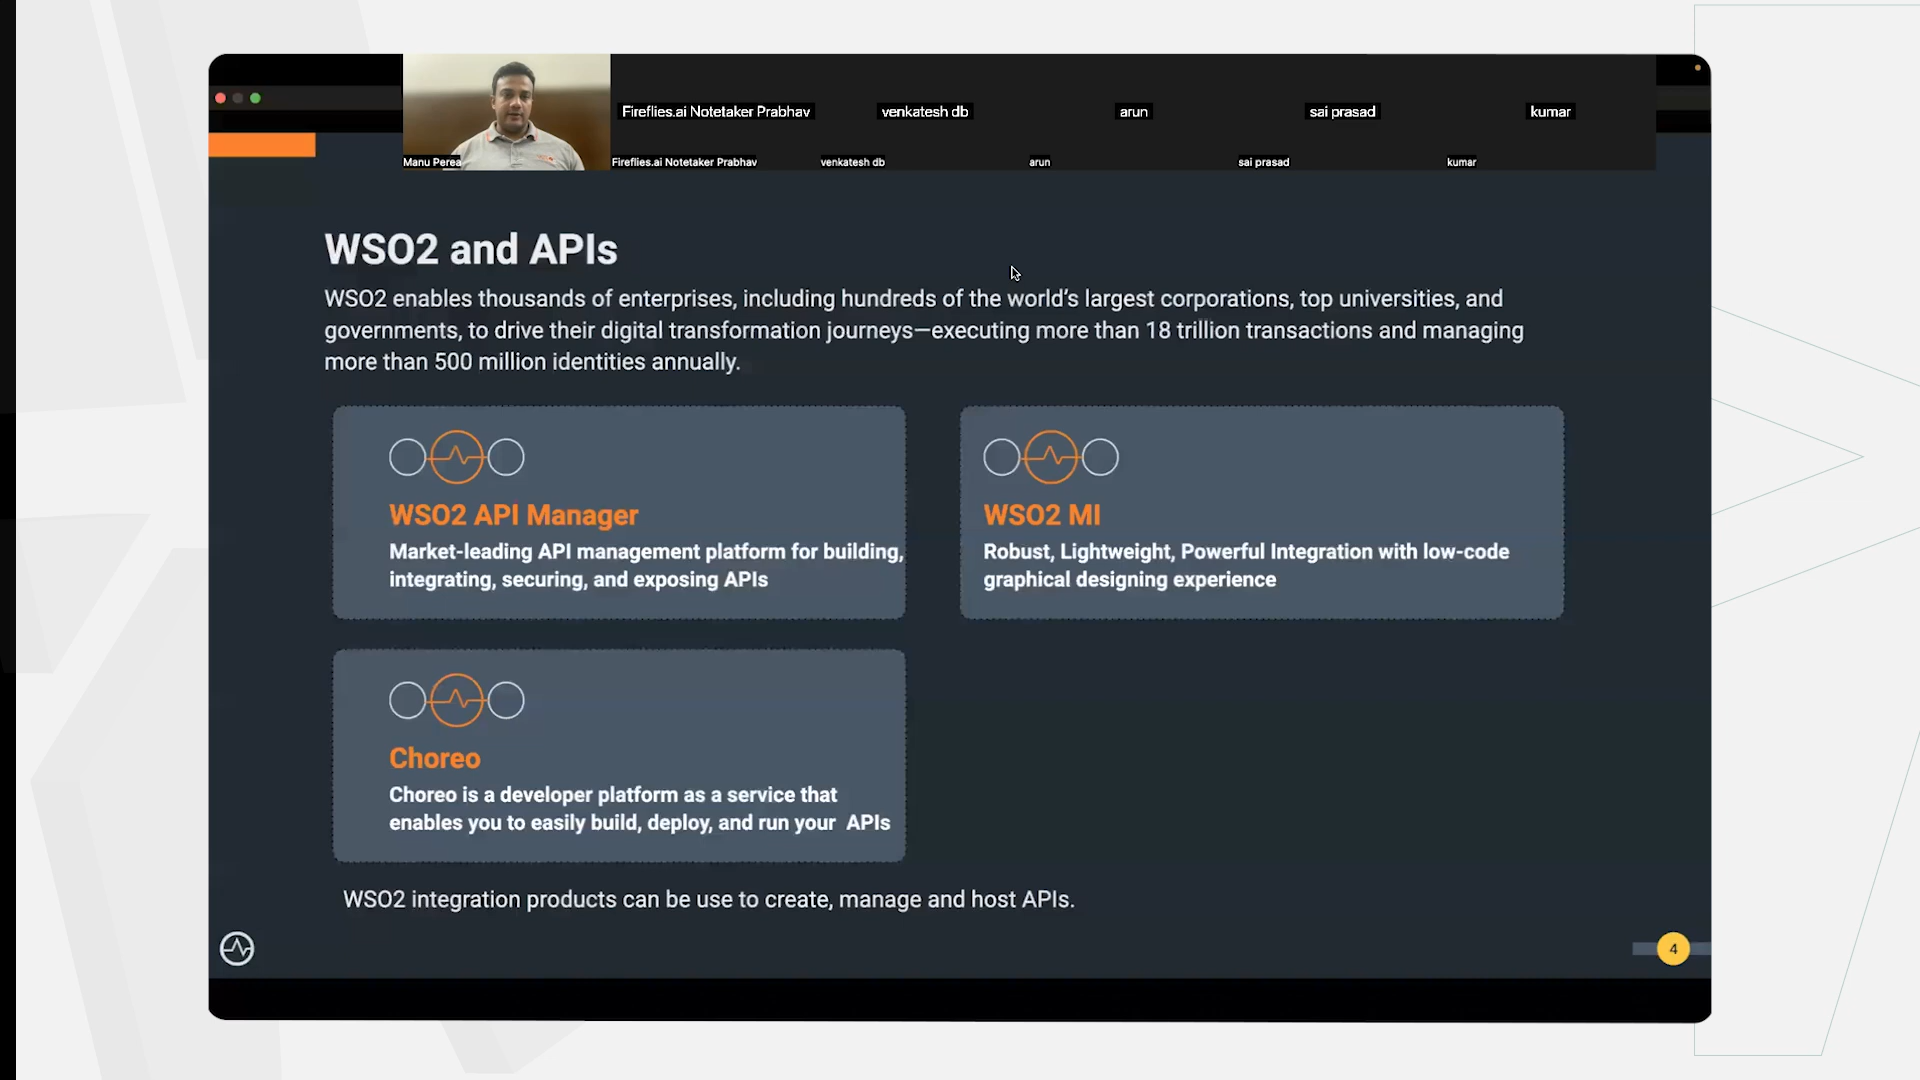 Fireflies.ai Notetaker Prabhav
venkatesh db
arun
sai prasad
kumar
Manu Perea
Fireflies.ai Notetaker Prabhav
venkatesh db
arun
sai prasad
kumar
WSO2 and APIs
WSO2 enables thousands of enterprises, including hundreds of the world's largest corporations, top universities, and
governments, to drive their digital transformation journeys—executing more than 18 trillion transactions and managing
more than 500 million identities annually.
WSO2 API Manager
Market-leading API management platform for building,
integrating, securing, and exposing APIs
WSO2 MI
Robust, Lightweight, Powerful Integration with low-code
graphical designing experience
Choreo
Choreo is a developer platform as a service that
enables you to easily build, deploy, and run your APIs
WSO2 integration products can be use to create, manage and host APIs.
4